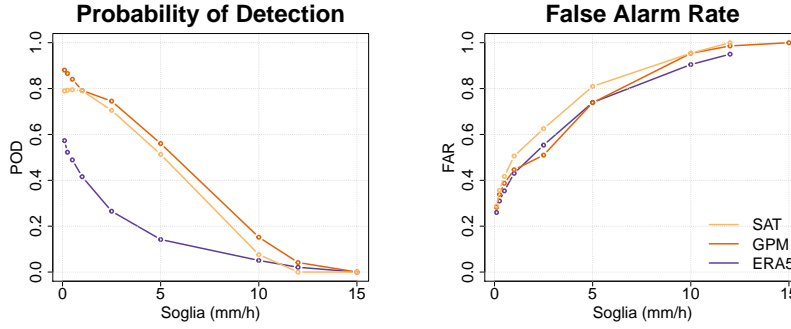 Probability of Detection
1.0
0.8
0.6
0.4
0.2
0.0
POD
0
5
10
15
Soglia (mm/h)
False Alarm Rate
1.0
0.8
0.6
0.4
0.2
0.0
FAR
SAT
GPM
ERA5
0
5
10
15
Soglia (mm/h)